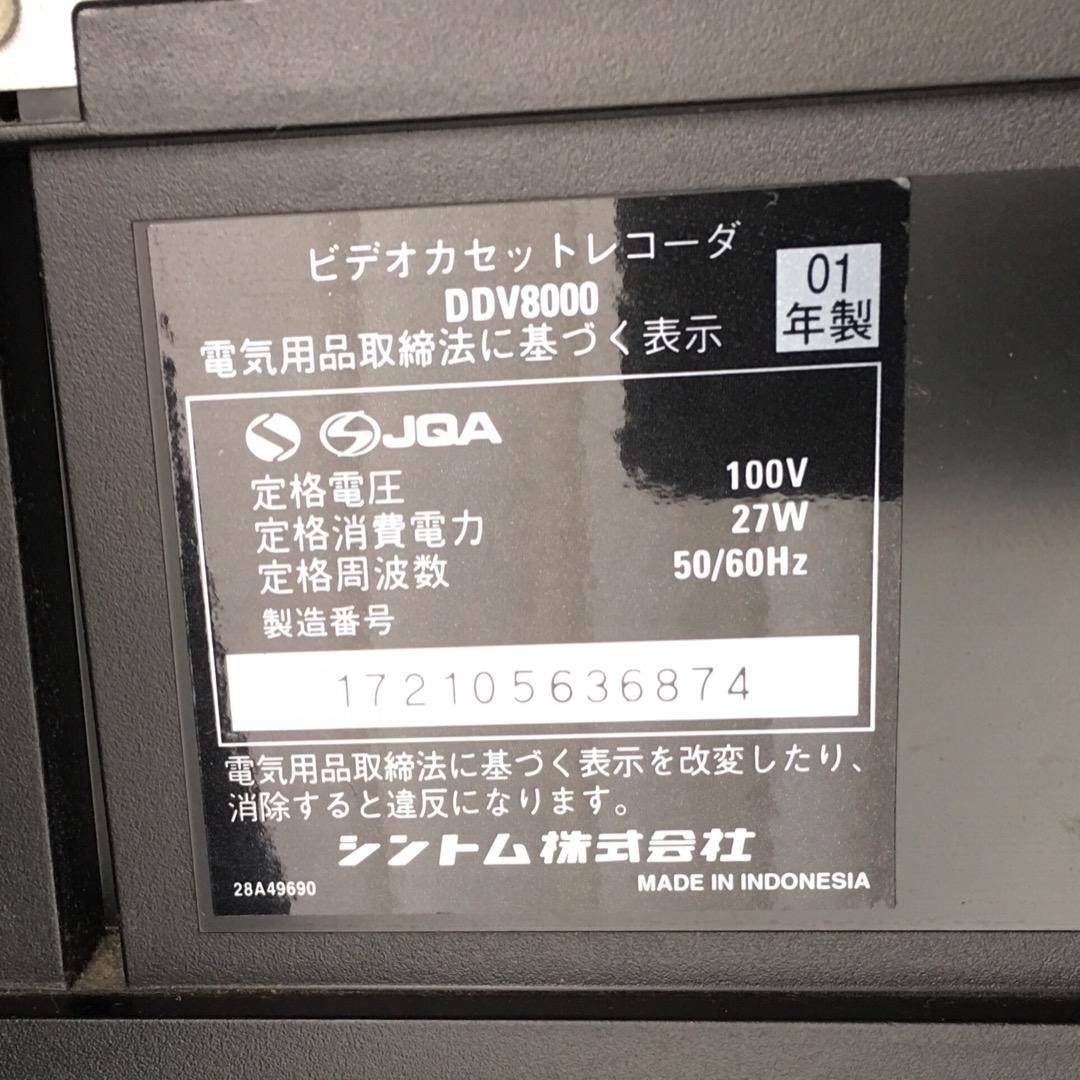 ビデオカセットレコーダ
DDV8000
01
年製
電気用品取締法に基づく表示
JQA
定格電圧 100V
定格消費電力 27W
定格周波数 50/60Hz
製造番号
172105636874
電気用品取締法に基づく表示を改変したり、
消除すると違反になります。
シントム株式会社
28A49690 MADE IN INDONESIA